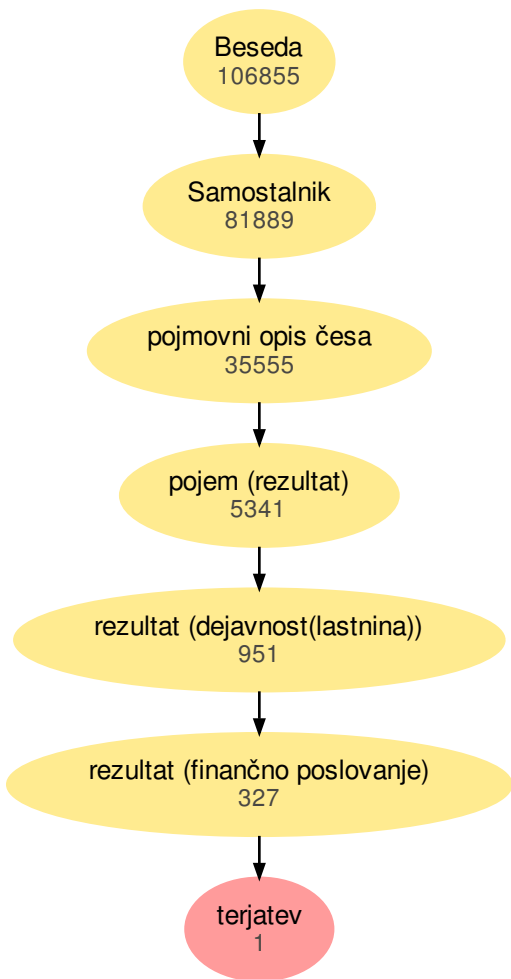 Beseda
106855
Samostalnik
81889
pojmovni opis česa
35555
pojem (rezultat)
5341
rezultat (dejavnost(lastnina))
951
rezultat (finančno poslovanje)
327
terjatev
1